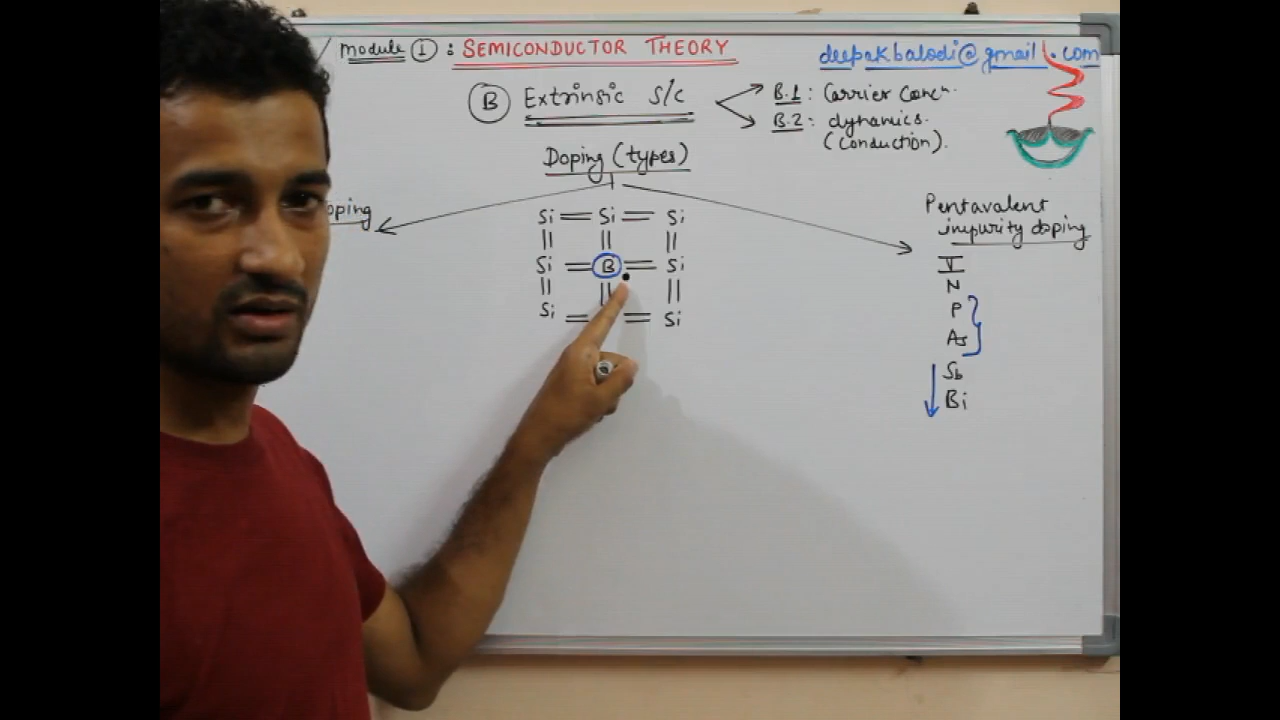 Module 1 : SEMICONDUCTOR THEORY
deepakbalodi@gmail.com
B Extrinsic S/C
B.1 : Carrier concn.
B.2 : dynamics.
(Conduction).
Doping (types)
oping
Pentavalent
impurity doping
Si Si Si
Si B Si
Si Si
V
N
P
As
Sb
Bi